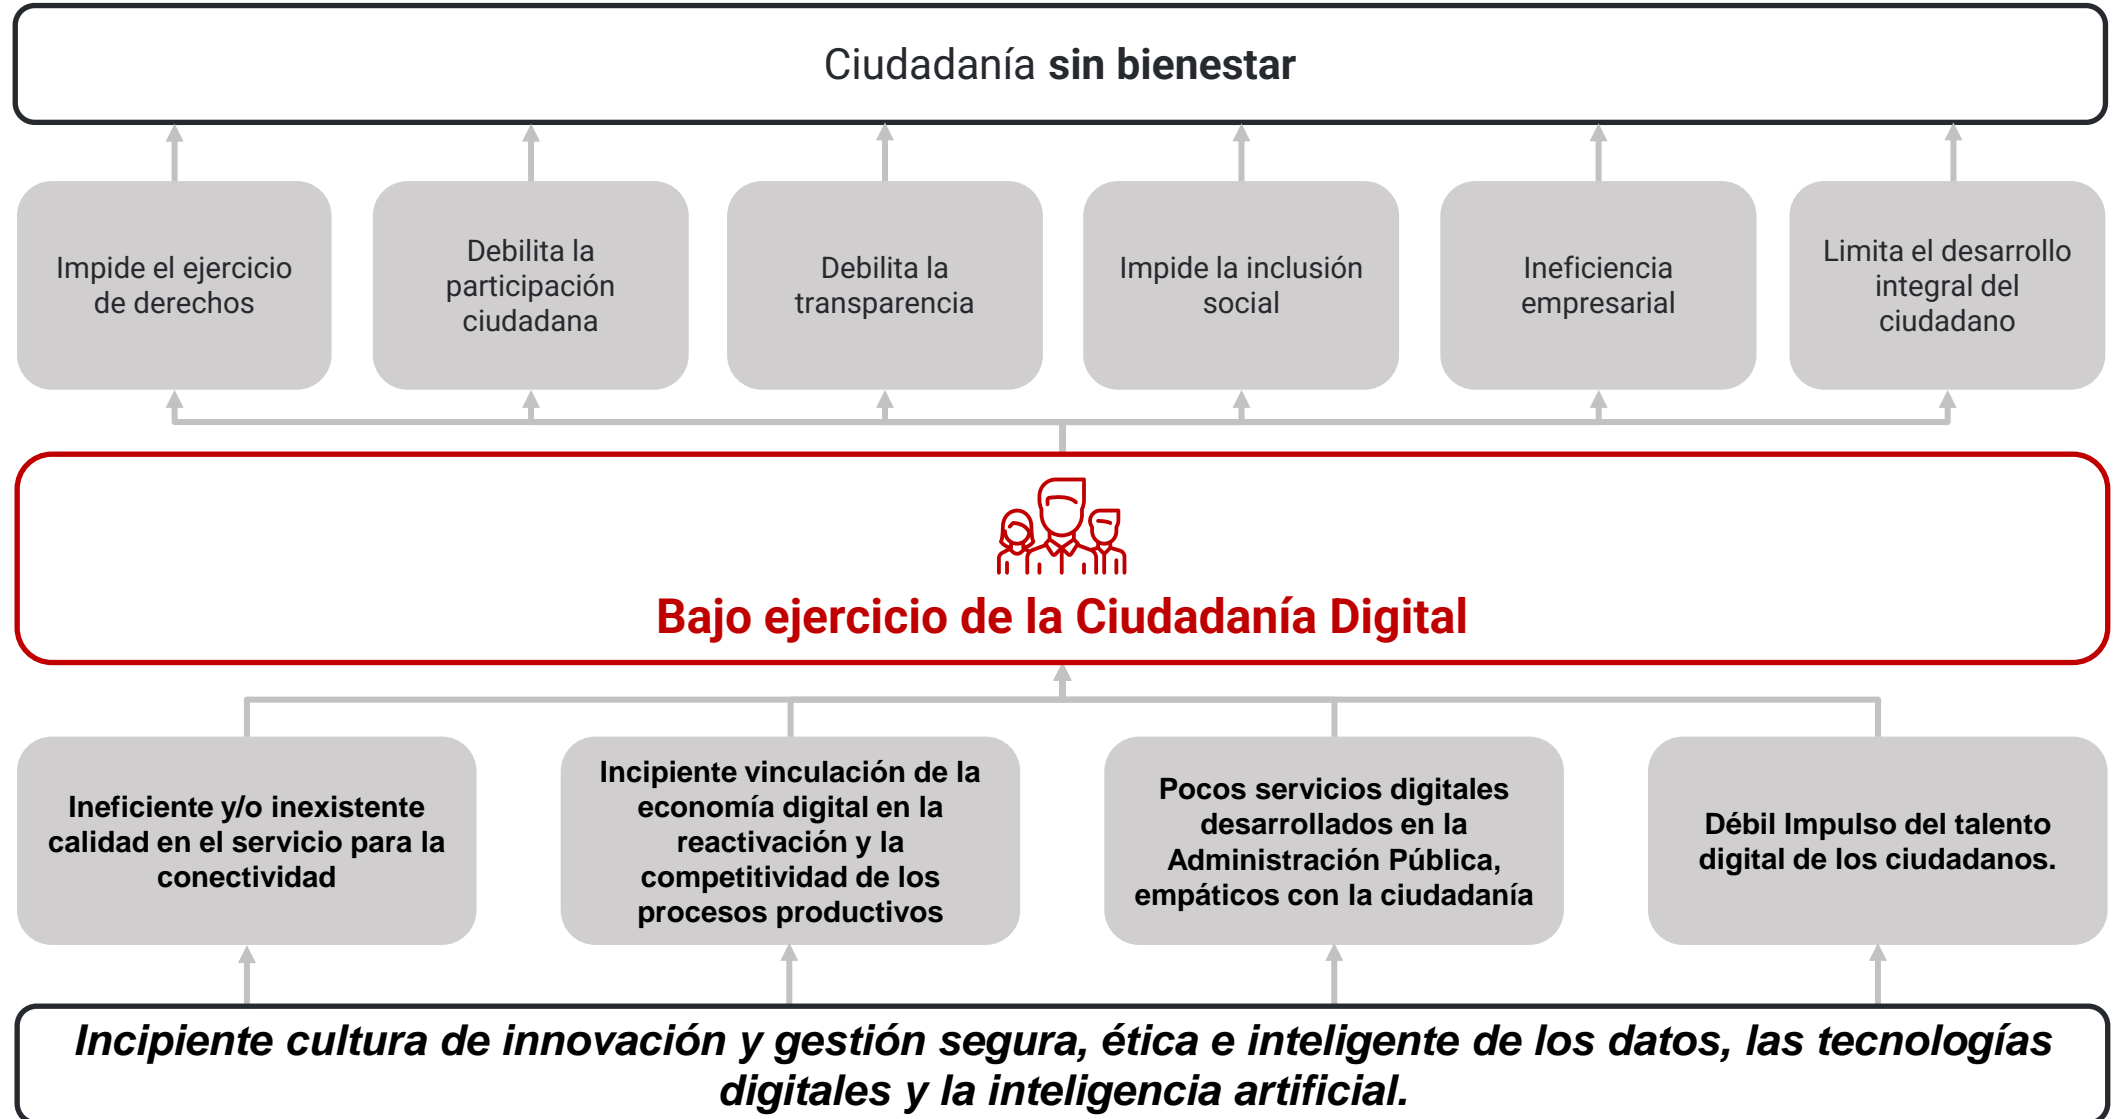 Ciudadanía sin bienestar
Impide el ejercicio
de derechos
Debilita la
participación
ciudadana
Debilita la
transparencia
Impide la inclusión
social
Ineficiencia
empresarial
Limita el desarrollo
integral del
ciudadano
Bajo ejercicio de la Ciudadanía Digital
Ineficiente y/o inexistente
calidad en el servicio para la
conectividad
Incipiente vinculación de la
economía digital en la
reactivación y la
competitividad de los
procesos productivos
Pocos servicios digitales
desarrollados en la
Administración Pública,
empáticos con la ciudadanía
Débil Impulso del talento
digital de los ciudadanos.
Incipiente cultura de innovación y gestión segura, ética e inteligente de los datos, las tecnologías
digitales y la inteligencia artificial.